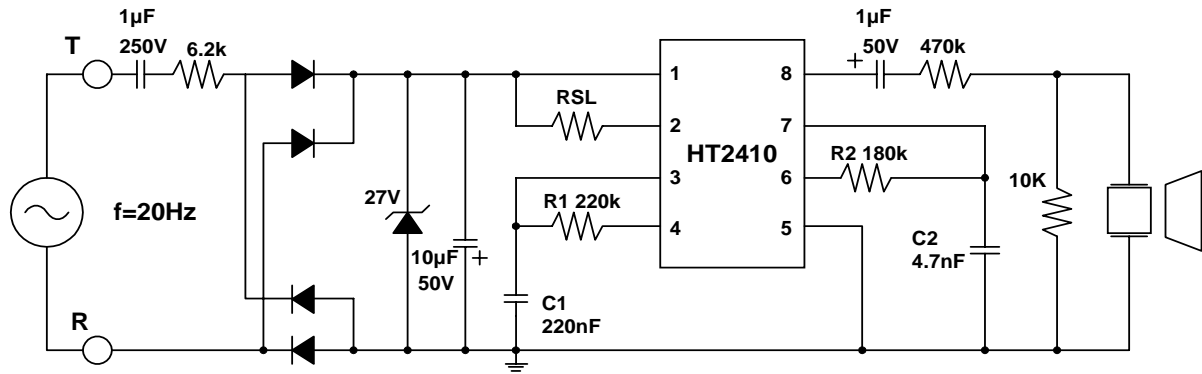 T
1µF
250V
6.2k
f=20Hz
R
27V
10µF
50V
+
RSL
R1 220k
C1
220nF
1
2
3
4
HT2410
8
7
6
5
1µF
50V
+
470k
R2 180k
C2
4.7nF
10K